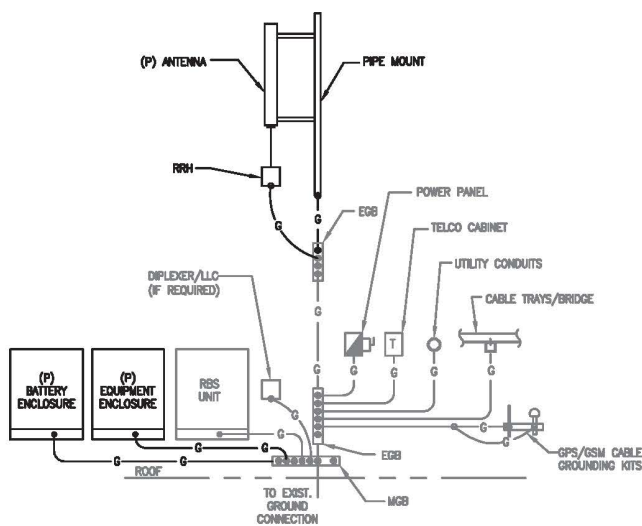 (P) ANTENNA
PIPE MOUNT
RRH
G
G
EGB
POWER PANEL
TELCO CABINET
UTILITY CONDUITS
CABLE TRAYS/BRIDGE
DIPLEXER/LLC
(IF REQUIRED)
G
T
G
G
G
G
G
(P)
BATTERY
ENCLOSURE
(P)
EQUIPMENT
ENCLOSURE
RBS
UNIT
G
G
G
G
G
EGB
GPS/GSM CABLE
GROUNDING KITS
G
G
ROOF
MGB
TO EXIST.
GROUND
CONNECTION